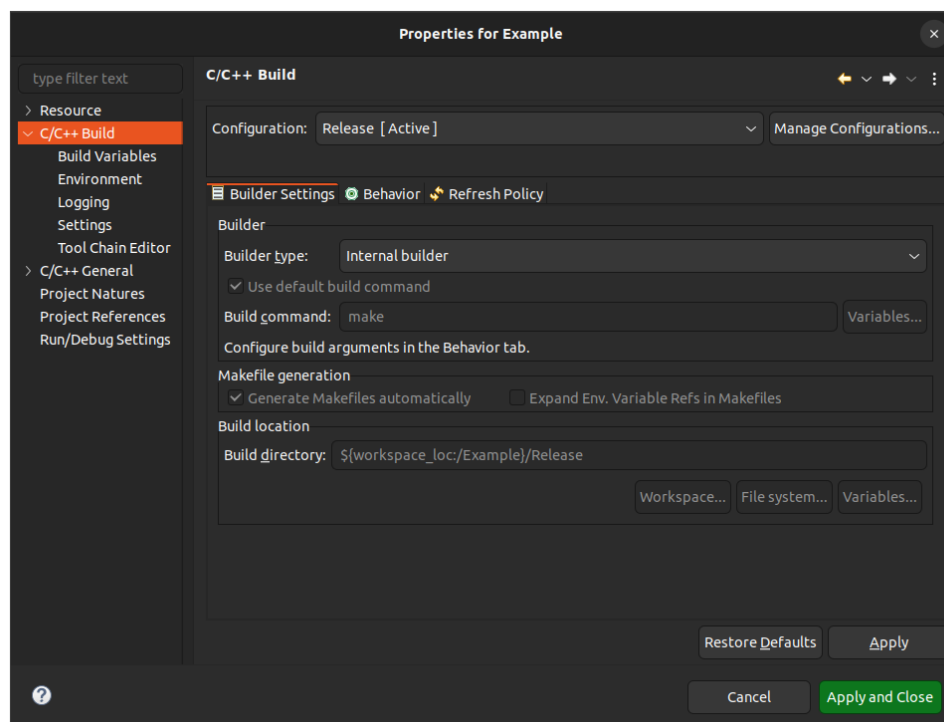 Properties for Example
type filter text
C/C++ Build
Resource
C/C++ Build
Build Variables
Environment
Logging
Settings
Tool Chain Editor
C/C++ General
Project Natures
Project References
Run/Debug Settings
Configuration: Release [ Active ] Manage Configurations...
Builder Settings Behavior Refresh Policy
Builder
Builder type: Internal builder
Use default build command
Build command: make Variables...
Configure build arguments in the Behavior tab.
Makefile generation
Generate Makefiles automatically Expand Env. Variable Refs in Makefiles
Build location
Build directory: ${workspace_loc:/Example}/Release
Workspace... File system... Variables...
Restore Defaults Apply
Cancel Apply and Close